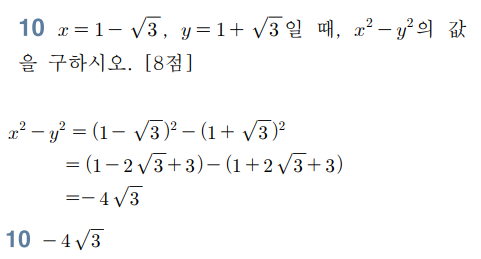 10 x=1-√3, y=1+√3일 때, x²-y²의 값
을 구하시오. [8점]
x²-y²=(1-√3)²-(1+√3)²
=(1-2√3+3)-(1+2√3+3)
=-4√3
10 -4√3